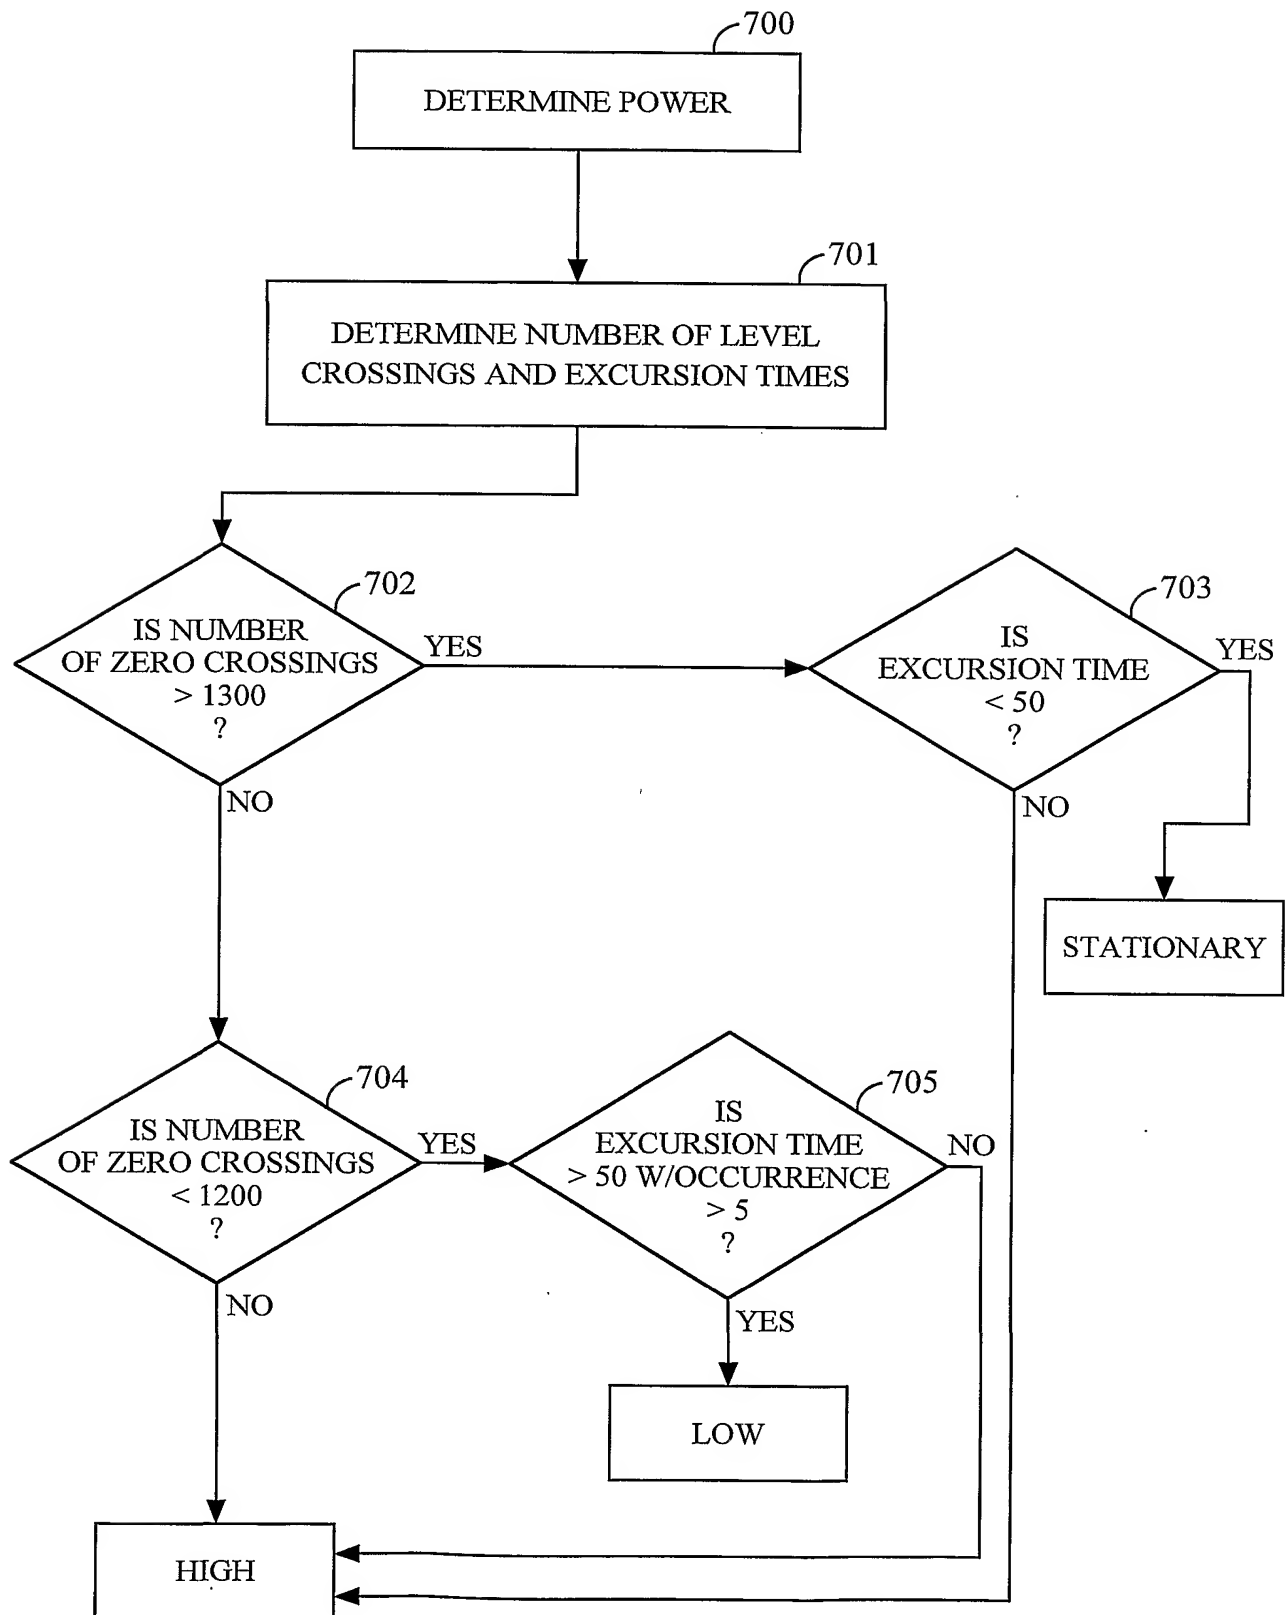 700
DETERMINE POWER
701
DETERMINE NUMBER OF LEVEL
CROSSINGS AND EXCURSION TIMES
702
IS NUMBER
OF ZERO CROSSINGS
> 1300
?
YES
NO
703
IS
EXCURSION TIME
< 50
?
YES
NO
STATIONARY
704
IS NUMBER
OF ZERO CROSSINGS
< 1200
?
YES
NO
705
IS
EXCURSION TIME
> 50 W/OCCURRENCE
> 5
?
NO
YES
LOW
HIGH